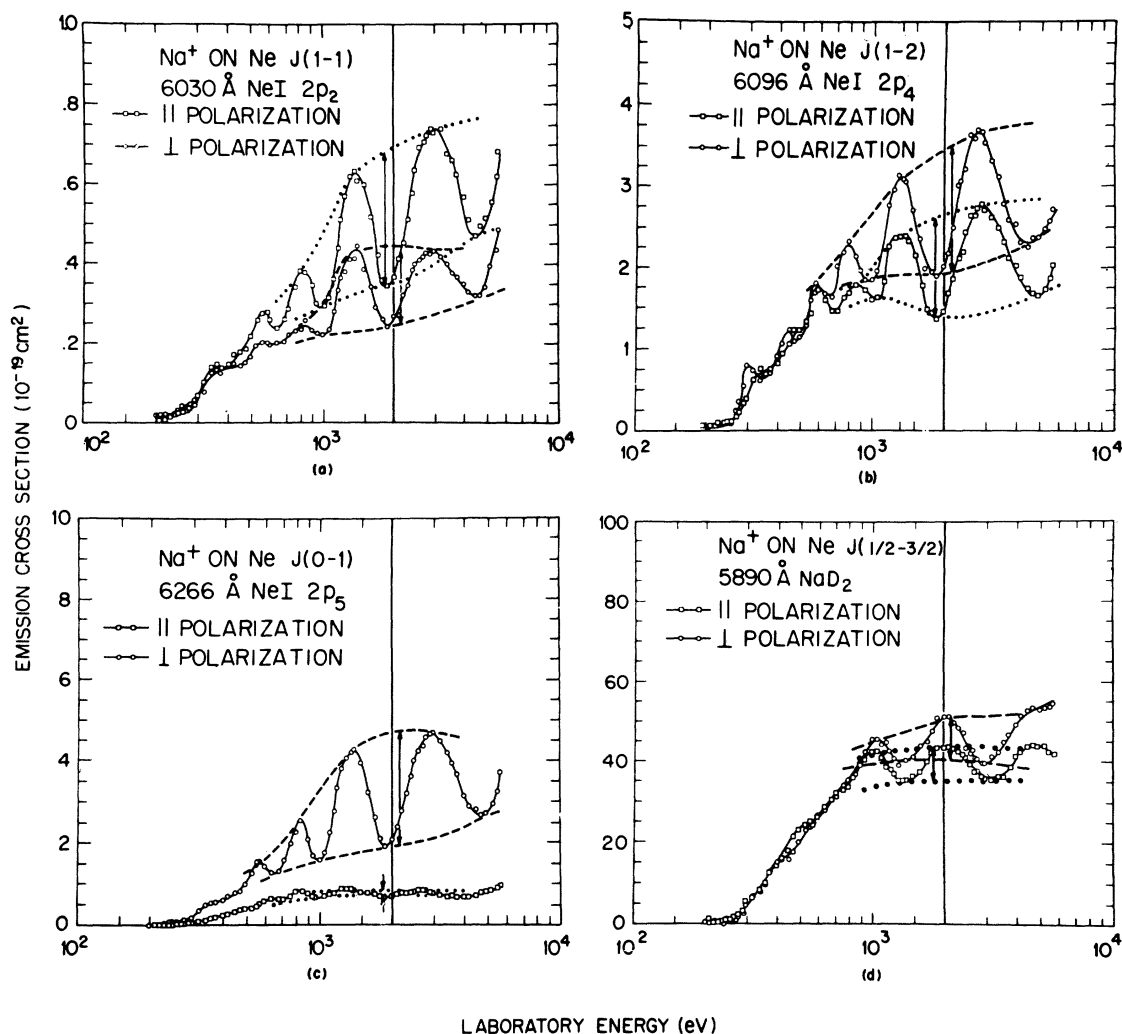 EMISSION CROSS SECTION (10⁻¹⁹ cm²)
1.0
.8
.6
.4
.2
0
Na⁺ ON Ne J(1-1)
6030 Å NeI 2p₂
|| POLARIZATION
⊥ POLARIZATION
10² 10³ 10⁴
(a)
5
4
3
2
1
0
Na⁺ ON Ne J(1-2)
6096 Å NeI 2p₄
|| POLARIZATION
⊥ POLARIZATION
10² 10³ 10⁴
(b)
10
8
6
4
2
0
Na⁺ ON Ne J(0-1)
6266 Å NeI 2p₅
|| POLARIZATION
⊥ POLARIZATION
10² 10³ 10⁴
(c)
100
80
60
40
20
0
Na⁺ ON Ne J(1/2-3/2)
5890 Å NaD₂
|| POLARIZATION
⊥ POLARIZATION
10² 10³ 10⁴
(d)
LABORATORY ENERGY (eV)